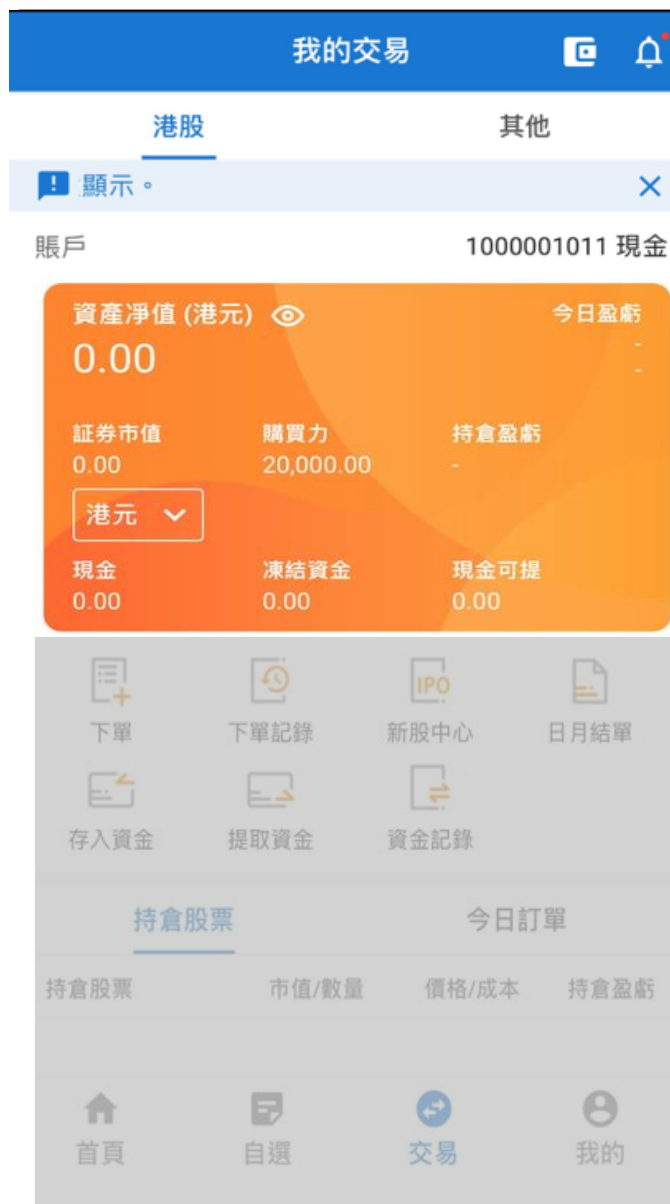 我的交易
港股 其他
顯示。
賬戶 1000001011 現金
資產凈值 (港元) 今日盈虧
0.00 -
-
証券市值 購買力 持倉盈虧
0.00 20,000.00 -
港元
現金 凍結資金 現金可提
0.00 0.00 0.00
IPO
下單 下單記錄 新股中心 日月結單
存入資金 提取資金 資金記錄
持倉股票 今日訂單
持倉股票 市值/數量 價格/成本 持倉盈虧
首頁 自選 交易 我的